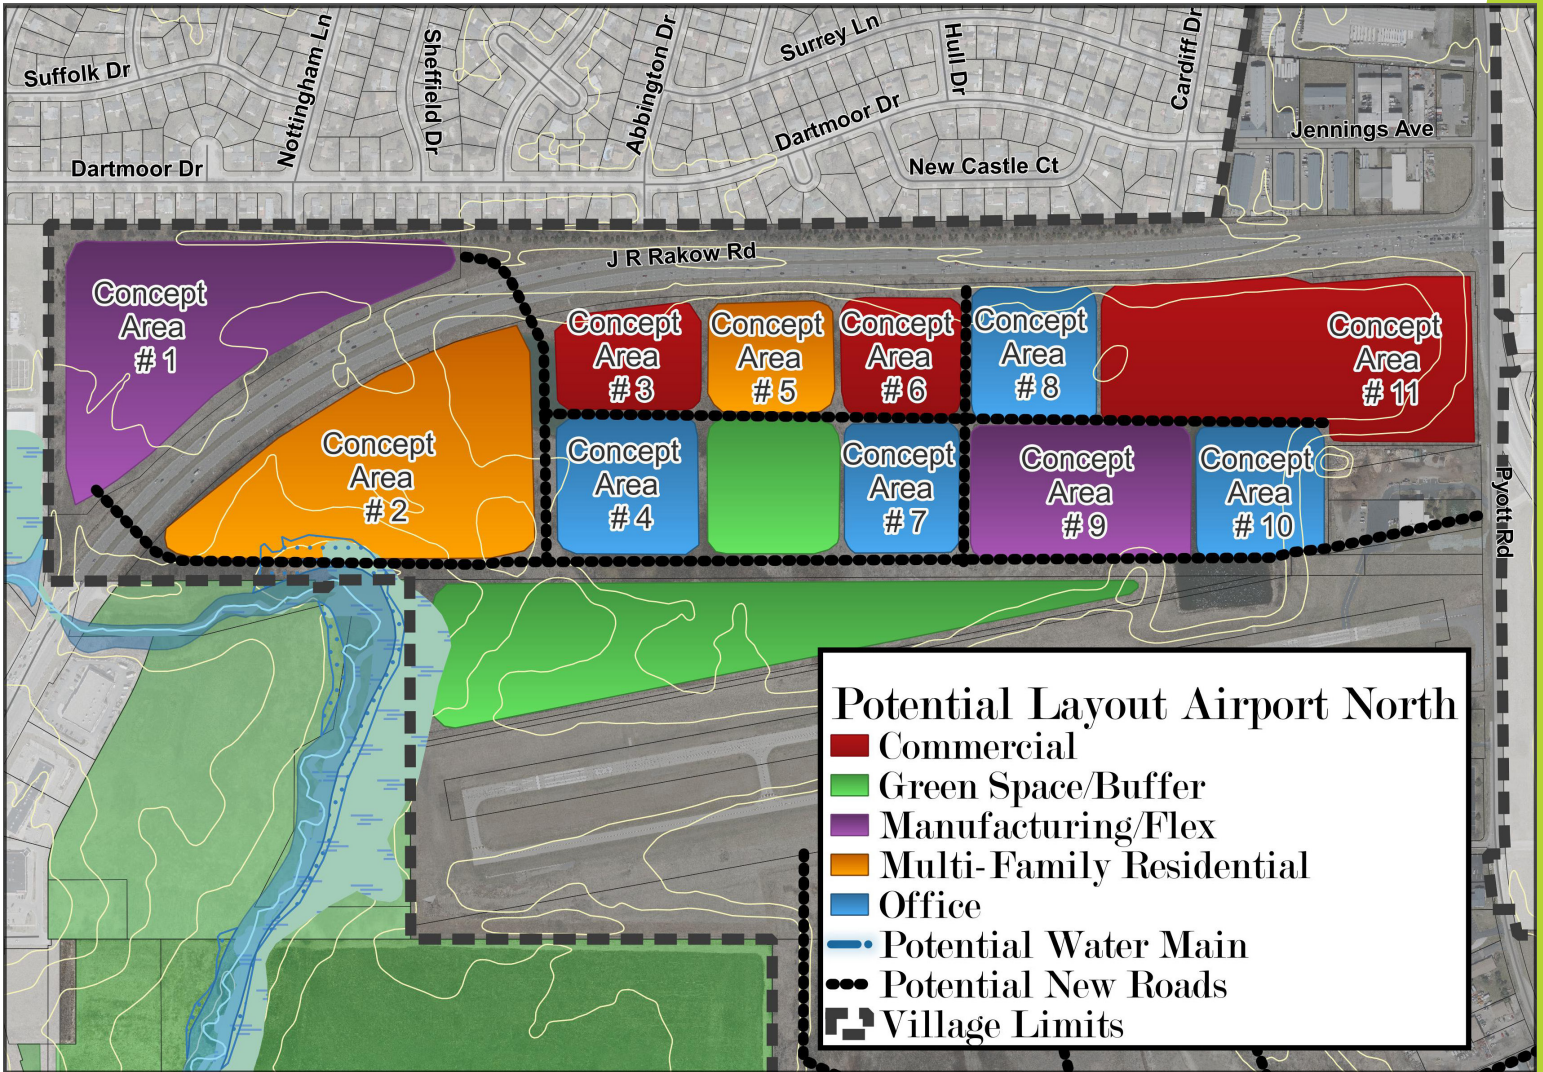 Suffolk Dr
Nottingham Ln
Sheffield Dr
Abbington Dr
Surrey Ln
Hull Dr
Cardiff Dr
Dartmoor Dr
Jennings Ave
Dartmoor Dr
New Castle Ct
J R Rakow Rd
Concept
Area
# 1
Concept
Area
# 2
Concept
Area
# 3
Concept
Area
# 5
Concept
Area
# 6
Concept
Area
# 8
Concept
Area
# 11
Concept
Area
# 4
Concept
Area
# 7
Concept
Area
# 9
Concept
Area
# 10
Pyott Rd
Potential Layout Airport North
Commercial
Green Space/Buffer
Manufacturing/Flex
Multi-Family Residential
Office
Potential Water Main
Potential New Roads
Village Limits